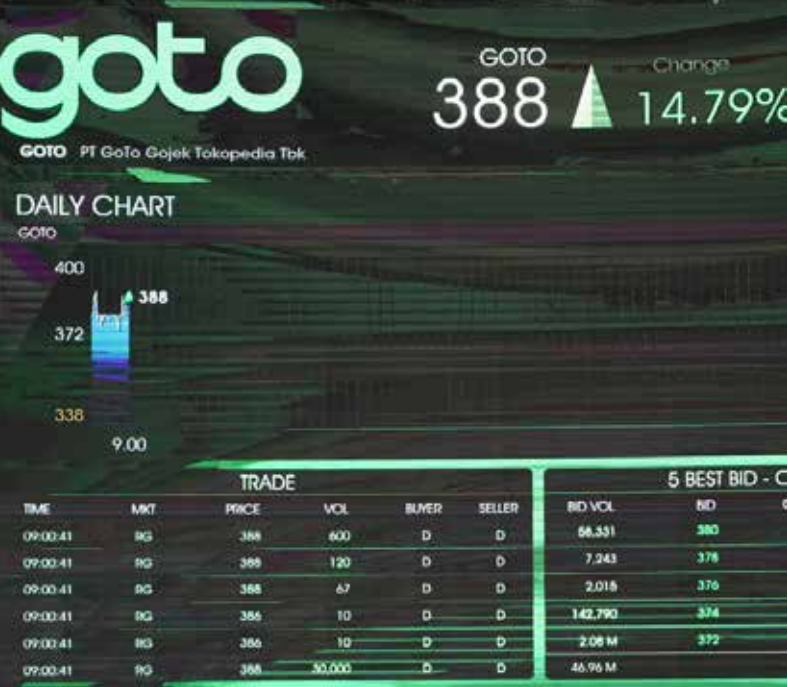 goto
GOTO PT GoTo Gojek Tokopedia Tbk
GOTO
388
Change
14.79%
DAILY CHART
GOTO
400
388
372
338
9.00
TRADE
TIME MKT PRICE VOL BUYER SELLER
09:00:41 RG 388 600 D D
09:00:41 RG 388 120 D D
09:00:41 RG 388 67 D D
09:00:41 RG 386 10 D D
09:00:41 RG 386 10 D D
09:00:41 RG 388 30,000 D D
5 BEST BID -
BID VOL BID
58,331 380
7,243 378
2,018 376
142,790 374
2.08 M 372
46.96 M